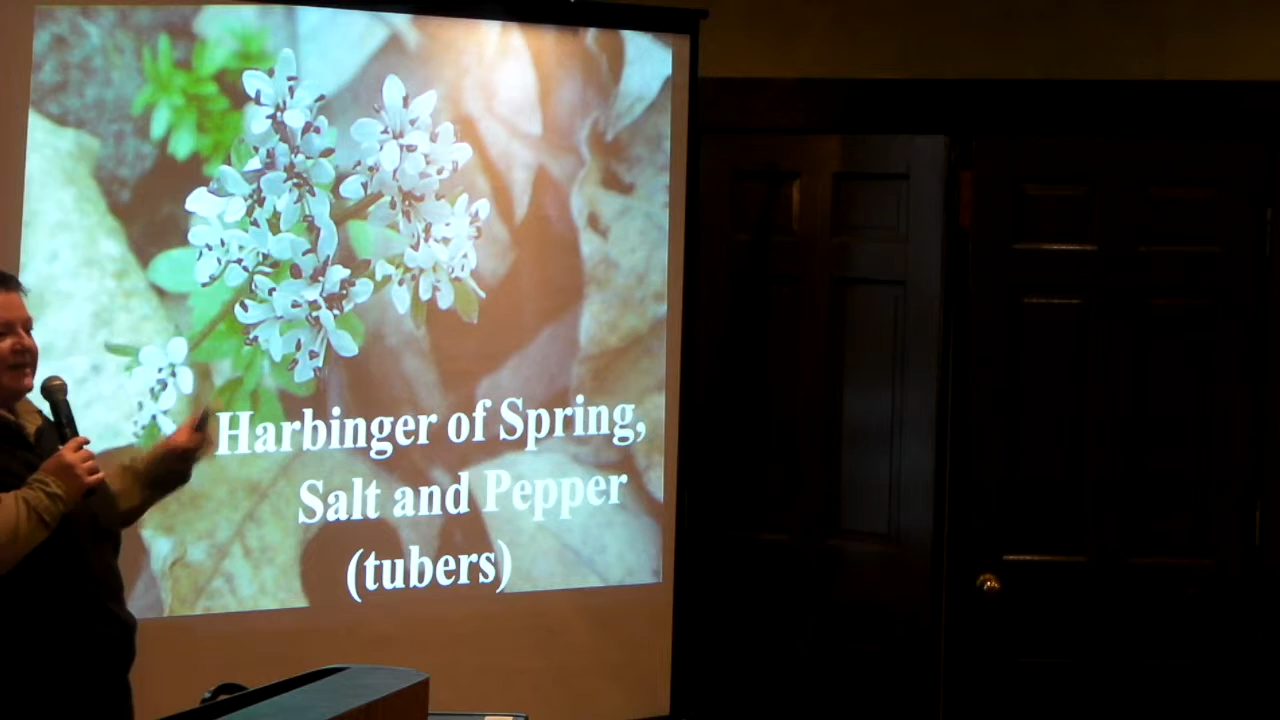 Harbinger of Spring,
Salt and Pepper
(tubers)